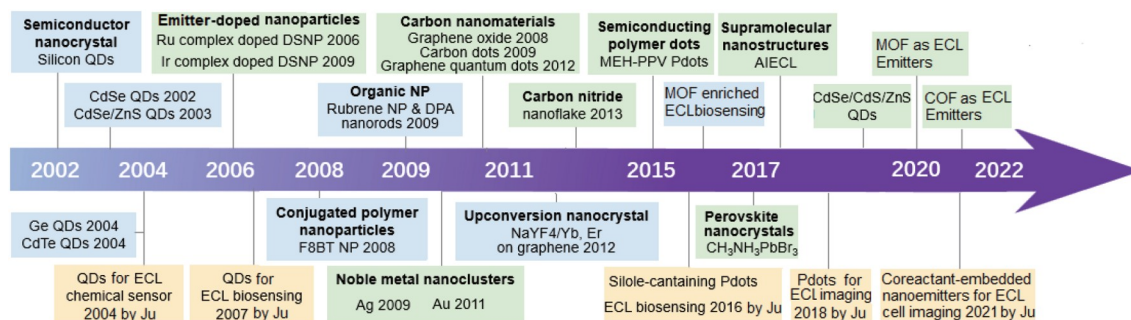 Semiconductor
nanocrystal
Silicon QDs
Emitter-doped nanoparticles
Ru complex doped DSNP 2006
Ir complex doped DSNP 2009
Carbon nanomaterials
Graphene oxide 2008
Carbon dots 2009
Graphene quantum dots 2012
Semiconducting
polymer dots
MEH-PPV Pdots
Supramolecular
nanostructures
AIECL
MOF as ECL
Emitters
CdSe QDs 2002
CdSe/ZnS QDs 2003
Organic NP
Rubrene NP & DPA
nanorods 2009
Carbon nitride
nanoflake 2013
MOF enriched
ECLbiosensing
CdSe/CdS/ZnS
QDs
COF as ECL
Emitters
2002 2004 2006 2008 2009 2011 2015 2017 2020 2022
Ge QDs 2004
CdTe QDs 2004
Conjugated polymer
nanoparticles
F8BT NP 2008
Upconversion nanocrystal
NaYF4/Yb, Er
on graphene 2012
Perovskite
nanocrystals
CH₃NH₃PbBr₃
QDs for ECL
chemical sensor
2004 by Ju
QDs for
ECL biosensing
2007 by Ju
Noble metal nanoclusters
Ag 2009 Au 2011
Silole-cantaining Pdots
ECL biosensing 2016 by Ju
Pdots for
ECL imaging
2018 by Ju
Coreactant-embedded
nanoemitters for ECL
cell imaging 2021 by Ju